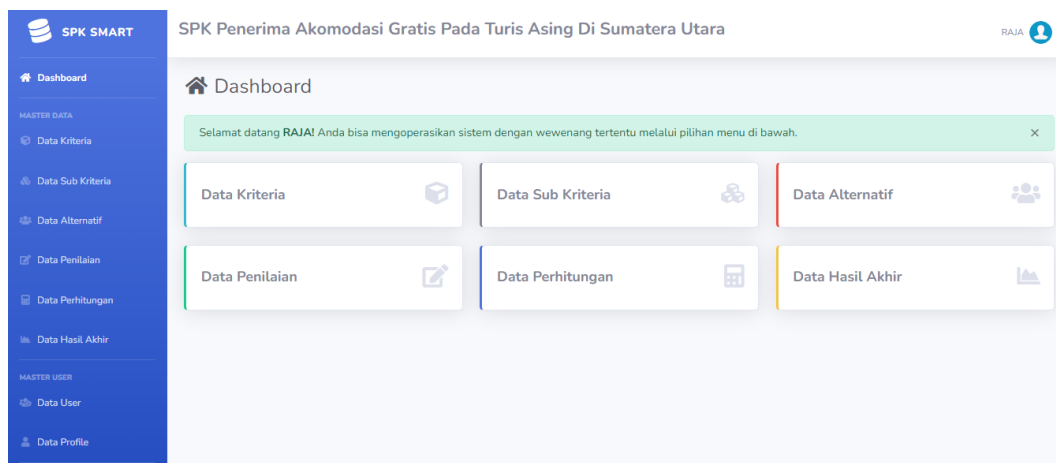 SPK SMART
SPK Penerima Akomodasi Gratis Pada Turis Asing Di Sumatera Utara
RAJA
Dashboard
MASTER DATA
Data Kriteria
Data Sub Kriteria
Data Alternatif
Data Penilaian
Data Perhitungan
Data Hasil Akhir
MASTER USER
Data User
Data Profile
Dashboard
Selamat datang RAJA! Anda bisa mengoperasikan sistem dengan wewenang tertentu melalui pilihan menu di bawah.
×
Data Kriteria
Data Sub Kriteria
Data Alternatif
Data Penilaian
Data Perhitungan
Data Hasil Akhir